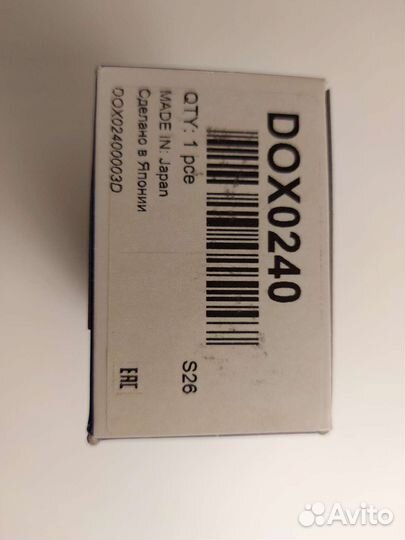 DOX0240
QTY: 1 pce
S26
MADE IN: Japan
Сделано в Японии
DOX02400003D
EAC
Avito